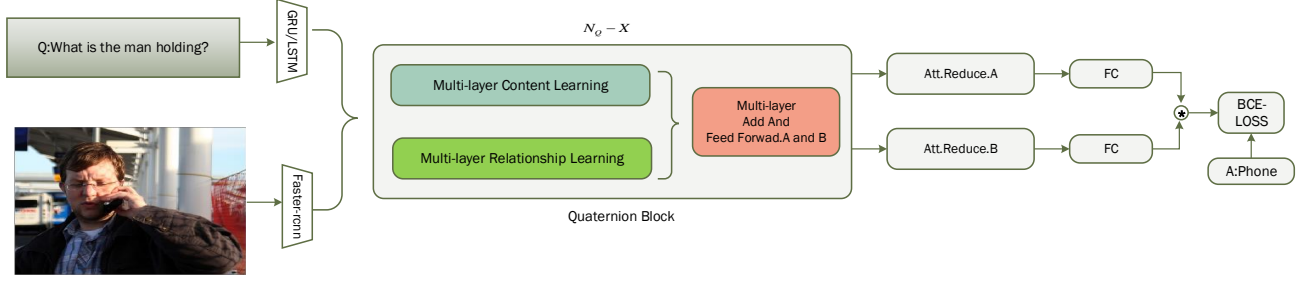 Q:What is the man holding?
GRU/LSTM
Faster-rcnn
N_Q − X
Multi-layer Content Learning
Multi-layer Relationship Learning
Multi-layer
Add And
Feed Forwad.A and B
Quaternion Block
Att.Reduce.A
FC
Att.Reduce.B
FC
*
BCE-
LOSS
A:Phone